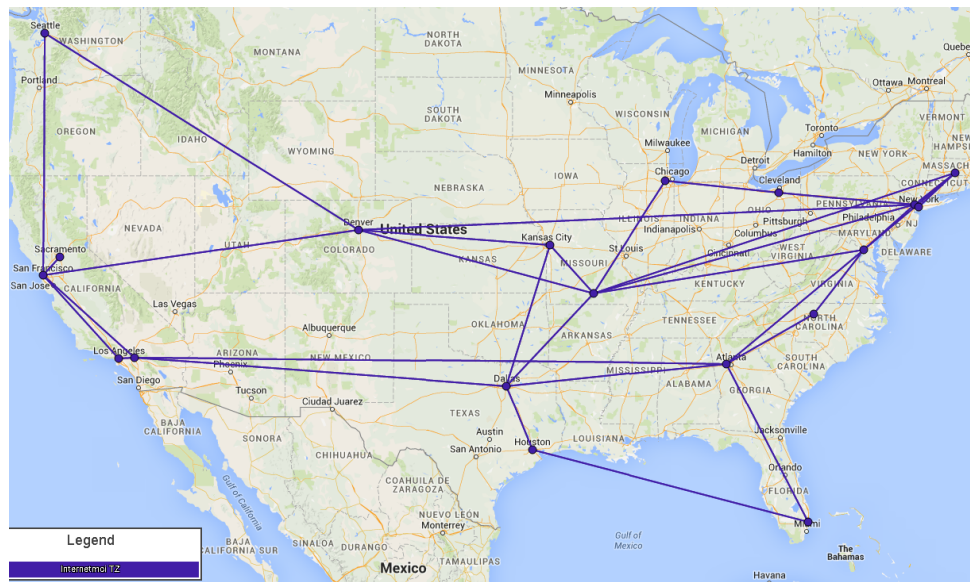 Seattle
WASHINGTON
Portland
OREGON
IDAHO
MONTANA
NORTH
DAKOTA
MINNESOTA
Minneapolis
SOUTH
DAKOTA
WISCONSIN
Milwaukee
MICHIGAN
Toronto
Hamilton
Ottawa
Montreal
Quebe
VERMONT
NEW
HAMPSH
NEW YORK
MASSACH
CONNECTICUT
WYOMING
NEBRASKA
IOWA
Chicago
Detroit
Cleveland
PENNSYLVANIA
New York
Sacramento
San Francisco
San Jose
NEVADA
UTAH
CALIFORNIA
Denver
COLORADO
United States
KANSAS
Kansas City
MISSOURI
St Louis
ILLINOIS
INDIANA
Indianapolis
OHIO
Columbus
Cincinnati
Pittsburgh
Philadelphia
NJ
MARYLAND
DELAWARE
WEST
VIRGINIA
VIRGINIA
KENTUCKY
Las Vegas
Los Angeles
San Diego
ARIZONA
Phoenix
Tucson
Albuquerque
NEW MEXICO
OKLAHOMA
ARKANSAS
TENNESSEE
NORTH
CAROLINA
SOUTH
CAROLINA
Atlanta
GEORGIA
ALABAMA
MISSISSIPPI
Dallas
TEXAS
Ciudad Juarez
Austin
San Antonio
Houston
LOUISIANA
Jacksonville
Orlando
FLORIDA
Miami
BAJA
CALIFORNIA
SONORA
CHIHUAHUA
COAHUILA DE
ZARAGOZA
NUEVO LEON
Monterrey
Gulf of California
BAJA
CALIFORNIA SUR
SINALOA
DURANGO
TAMAULIPAS
Mexico
Gulf of
Mexico
The
Bahamas
Havana
Legend
Internetmoi TZ